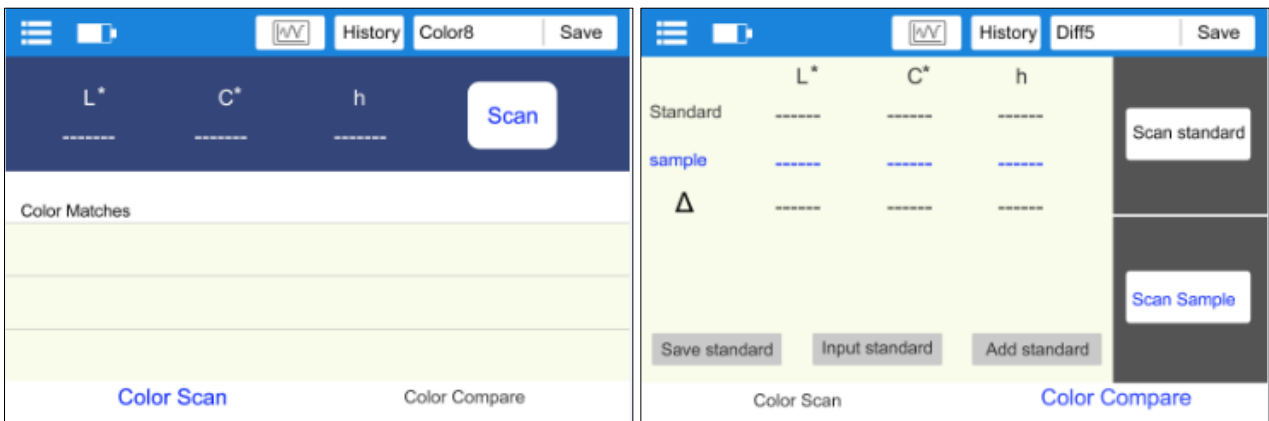 History Color8 Save
L* C* h
------- ------- -------
Scan
Color Matches
Color Scan Color Compare
History Diff5 Save
L* C* h
Standard ------ ------ ------
sample ------ ------ ------
Δ ------ ------ ------
Scan standard
Scan Sample
Save standard Input standard Add standard
Color Scan Color Compare